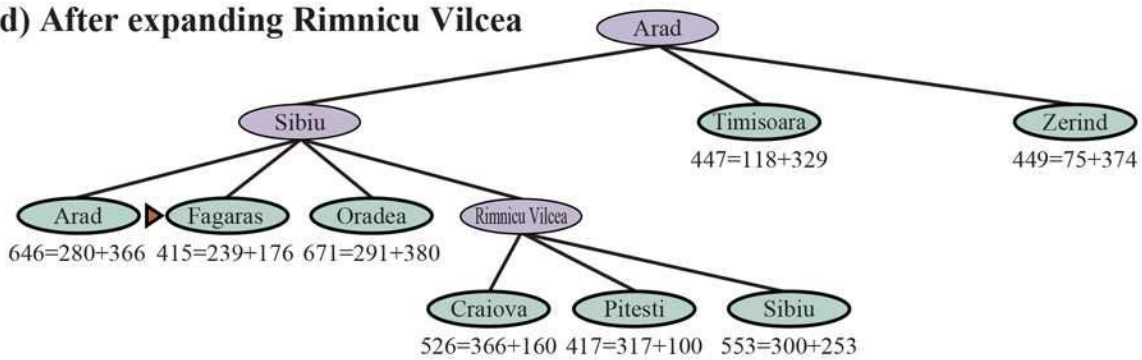 d) After expanding Rimnicu Vilcea
Arad
Sibiu
Timisoara
Zerind
447=118+329
449=75+374
Arad
Fagaras
Oradea
Rimnicu Vilcea
646=280+366
415=239+176
671=291+380
Craiova
Pitesti
Sibiu
526=366+160
417=317+100
553=300+253